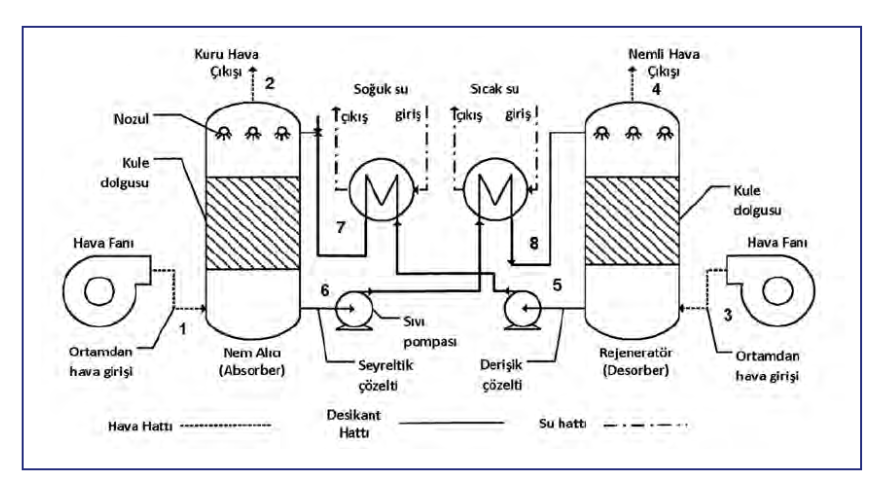 Kuru Hava
Çıkışı
2
Nemli Hava
Çıkışı
4
Soğuk su
çıkış
giriş
Sıcak su
çıkış
giriş
Nozul
Kule
dolgusu
Kule
dolgusu
7
8
Hava Fanı
Hava Fanı
6
5
1
3
Sıvı
pompası
Ortamdan
hava girişi
Nem Alıcı
(Absorber)
Seyreltik
çözelti
Derişik
çözelti
Rejeneratör
(Desorber)
Ortamdan
hava girişi
Hava Hattı
Desikant
Hattı
Su hattı